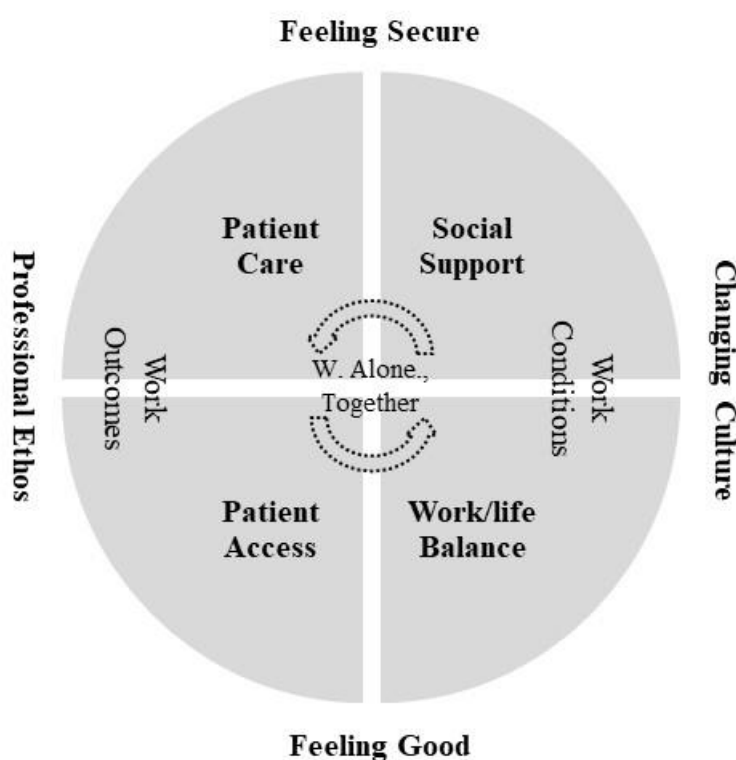 Feeling Secure
Patient
Care
Social
Support
Professional Ethos
Work
Outcomes
W. Alone.,
Together
Work
Conditions
Changing Culture
Patient
Access
Work/life
Balance
Feeling Good